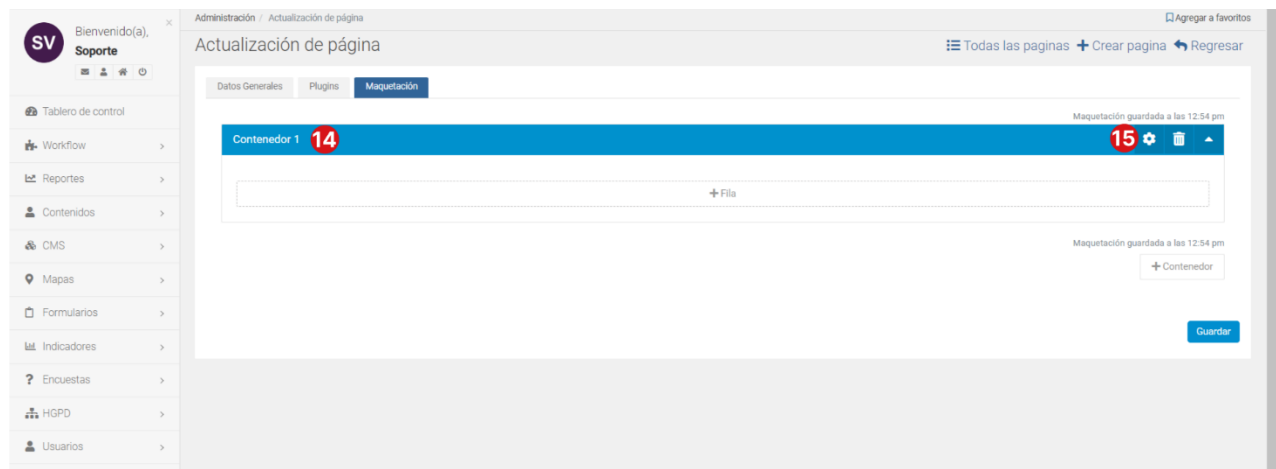 SV
Bienvenido(a),
×
Soporte
Tablero de control
Workflow
Reportes
Contenidos
CMS
Mapas
Formularios
Indicadores
? Encuestas
HGPD
Usuarios
Administración / Actualización de página
Agregar a favoritos
Actualización de página
Todas las paginas + Crear pagina Regresar
Datos Generales Plugins Maquetación
Maquetación guardada a las 12:54 pm
Contenedor 1 14 15
+ Fila
Maquetación guardada a las 12:54 pm
+ Contenedor
Guardar